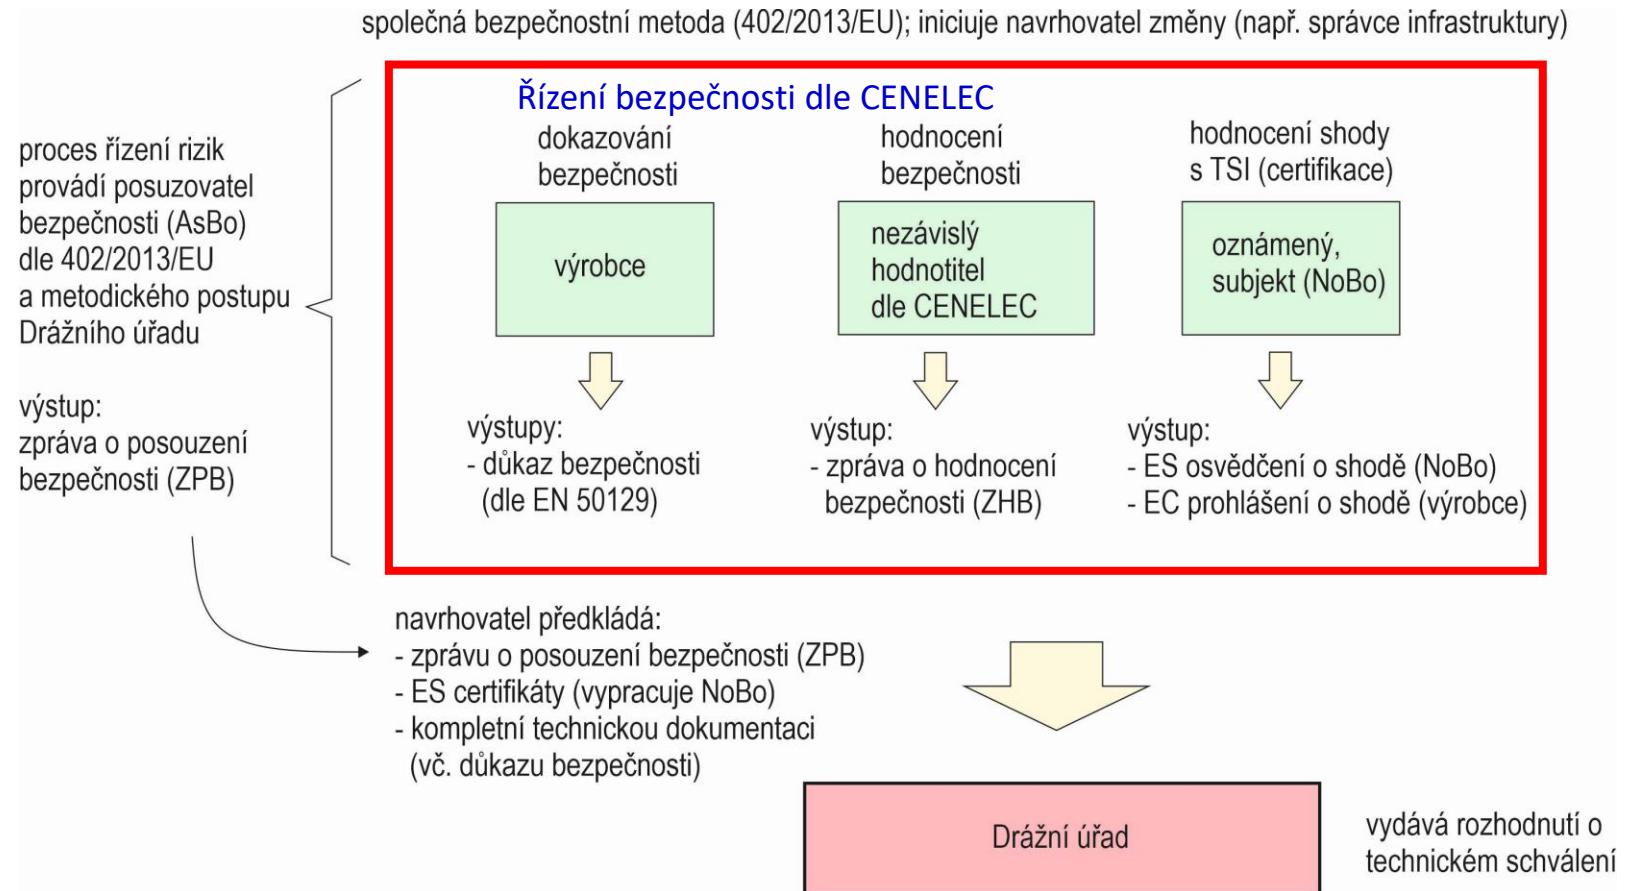 společná bezpečnostní metoda (402/2013/EU); iniciuje navrhovatel změny (např. správce infrastruktury)
proces řízení rizik
provádí posuzovatel
bezpečnosti (AsBo)
dle 402/2013/EU
a metodického postupu
Drážního úřadu
výstup:
zpráva o posouzení
bezpečnosti (ZPB)
Řízení bezpečnosti dle CENELEC
dokazování
bezpečnosti
výrobce
výstupy:
- důkaz bezpečnosti
(dle EN 50129)
hodnocení
bezpečnosti
nezávislý
hodnotitel
dle CENELEC
výstup:
- zpráva o hodnocení
bezpečnosti (ZHB)
hodnocení shody
s TSI (certifikace)
oznámený,
subjekt (NoBo)
výstup:
- ES osvědčení o shodě (NoBo)
- EC prohlášení o shodě (výrobce)
navrhovatel předkládá:
- zprávu o posouzení bezpečnosti (ZPB)
- ES certifikáty (vypracuje NoBo)
- kompletní technickou dokumentaci
(vč. důkazu bezpečnosti)
Drážní úřad
vydává rozhodnutí o
technickém schválení